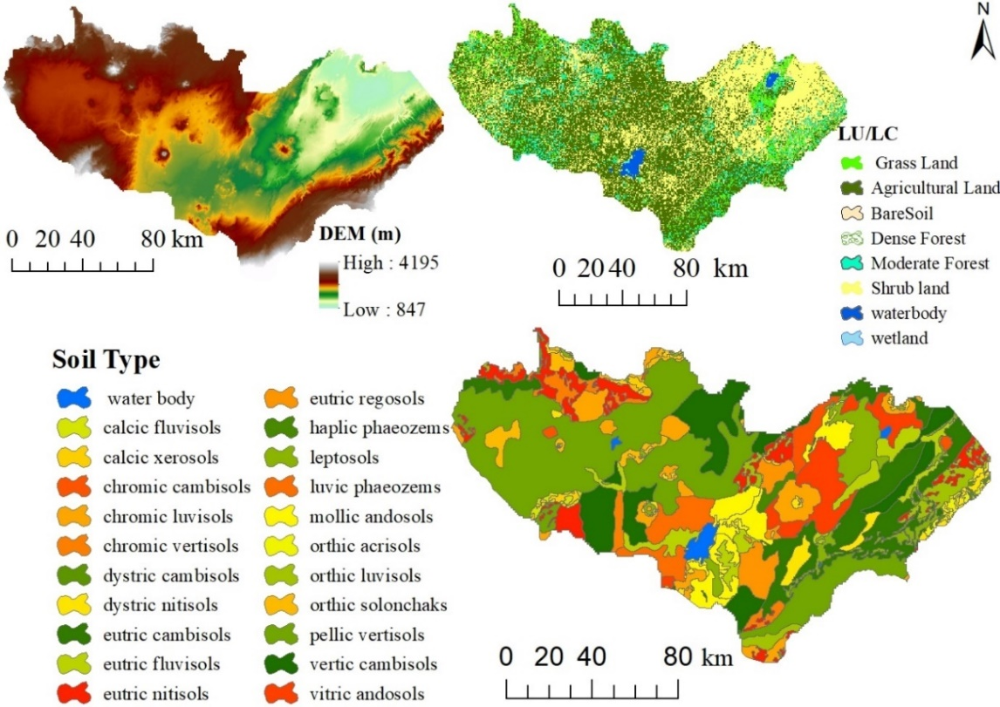 N
0 20 40 80 km
DEM (m)
High : 4195
Low : 847
0 20 40 80 km
LU/LC
Grass Land
Agricultural Land
BareSoil
Dense Forest
Moderate Forest
Shrub land
waterbody
wetland
Soil Type
water body
calcic fluvisols
calcic xerosols
chromic cambisols
chromic luvisols
chromic vertisols
dystric cambisols
dystric nitisols
eutric cambisols
eutric fluvisols
eutric nitisols
eutric regosols
haplic phaeozems
leptosols
luvic phaeozems
mollic andosols
orthic acrisols
orthic luvisols
orthic solonchaks
pellic vertisols
vertic cambisols
vitric andosols
0 20 40 80 km